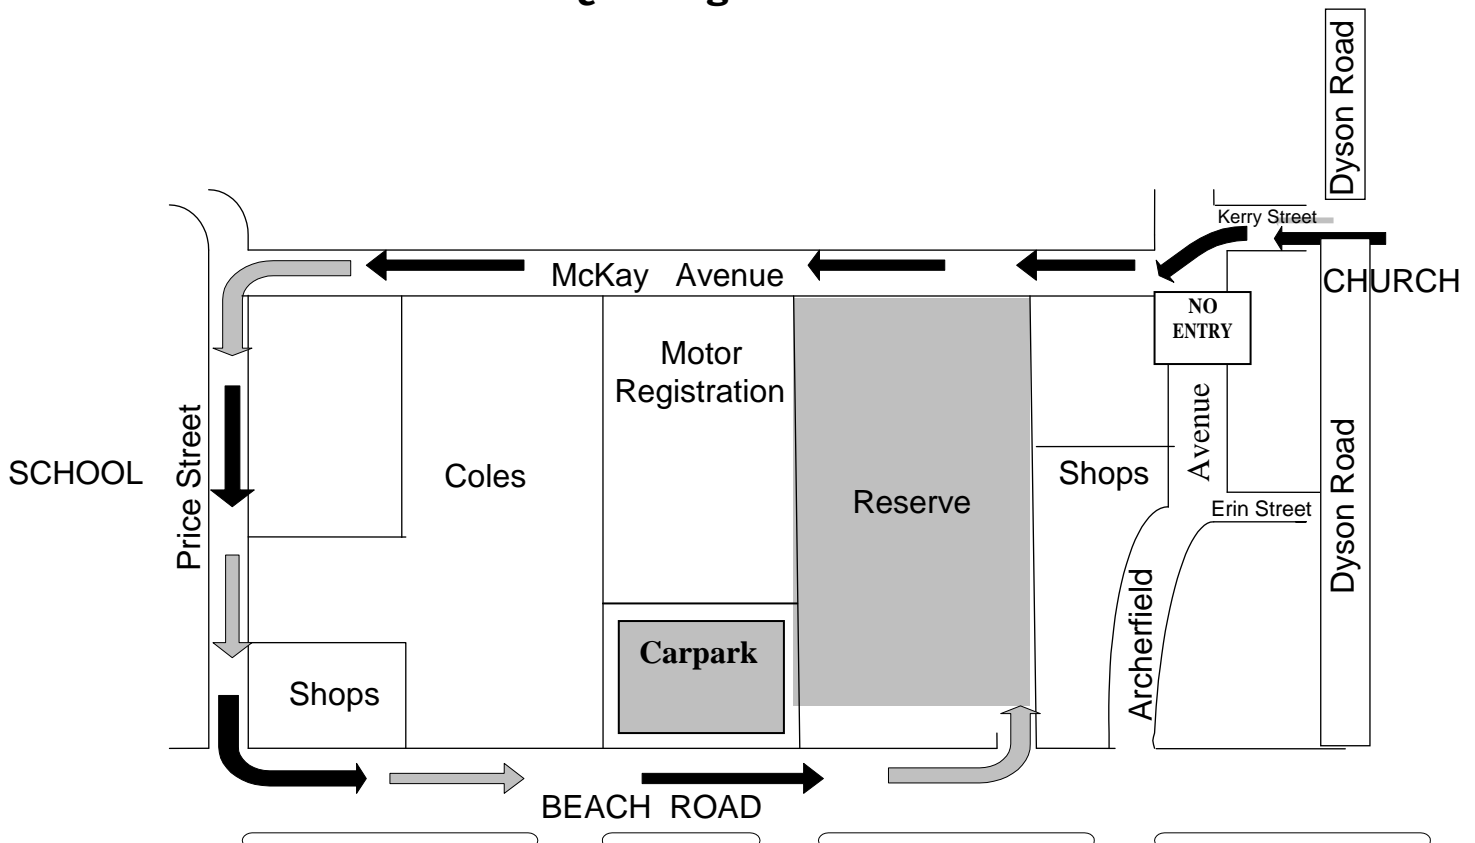 Dyson Road
Kerry Street
McKay Avenue
CHURCH
NO
ENTRY
Motor
Registration
Avenue
SCHOOL
Price Street
Coles
Shops
Reserve
Erin Street
Dyson Road
Archerfield
Carpark
Shops
BEACH ROAD